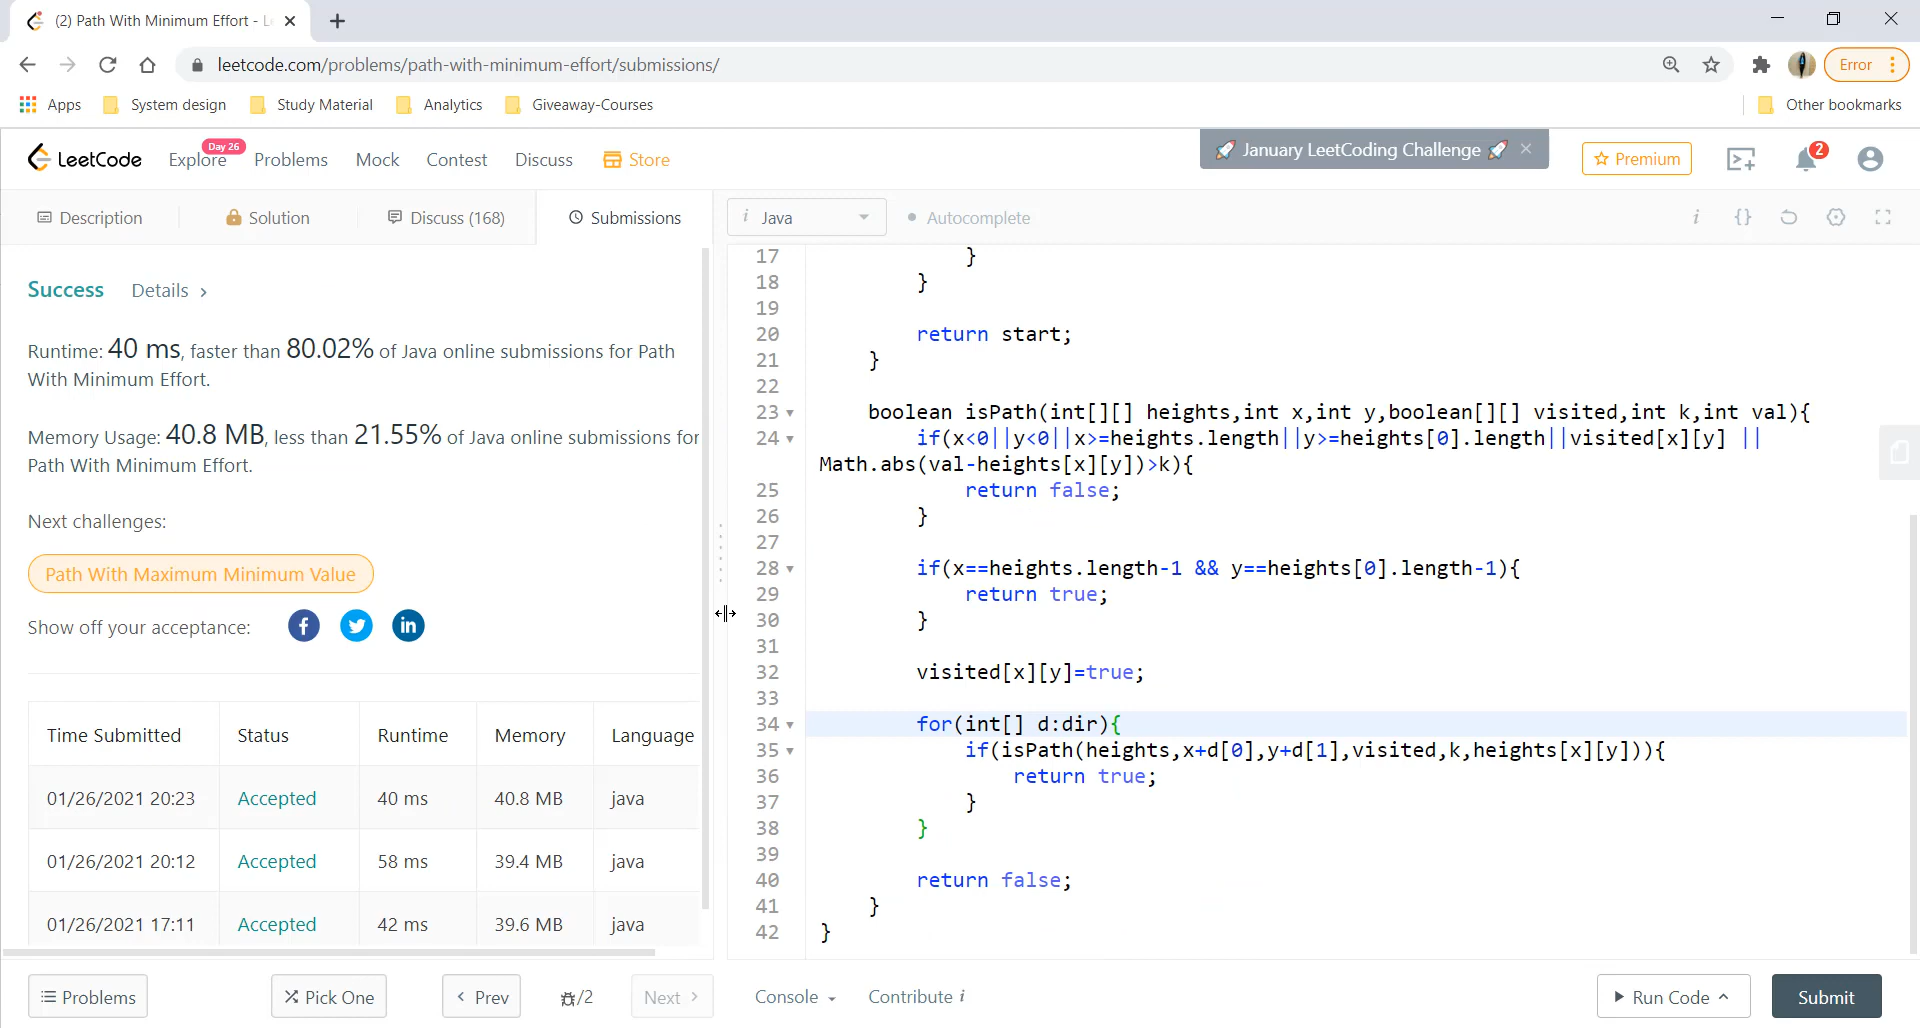 (2) Path With Minimum Effort - L
leetcode.com/problems/path-with-minimum-effort/submissions/
Error
Apps System design Study Material Analytics Giveaway-Courses Other bookmarks
LeetCode Explore Day 26 Problems Mock Contest Discuss Store
January LeetCoding Challenge
Premium
2
Description Solution Discuss (168) Submissions
i Java
Autocomplete
i {}
Success Details >
Runtime: 40 ms, faster than 80.02% of Java online submissions for Path
With Minimum Effort.
Memory Usage: 40.8 MB, less than 21.55% of Java online submissions for
Path With Minimum Effort.
Next challenges:
Path With Maximum Minimum Value
Show off your acceptance:
Time Submitted Status Runtime Memory Language
01/26/2021 20:23 Accepted 40 ms 40.8 MB java
01/26/2021 20:12 Accepted 58 ms 39.4 MB java
01/26/2021 17:11 Accepted 42 ms 39.6 MB java
17 }
18 }
19
20 return start;
21 }
22
23 boolean isPath(int[][] heights,int x,int y,boolean[][] visited,int k,int val){
24 if(x<0||y<0||x>=heights.length||y>=heights[0].length||visited[x][y] ||
Math.abs(val-heights[x][y])>k){
25 return false;
26 }
27
28 if(x==heights.length-1 && y==heights[0].length-1){
29 return true;
30 }
31
32 visited[x][y]=true;
33
34 for(int[] d:dir){
35 if(isPath(heights,x+d[0],y+d[1],visited,k,heights[x][y])){
36 return true;
37 }
38 }
39
40 return false;
41 }
42 }
Problems Pick One < Prev /2 Next > Console Contribute i Run Code Submit